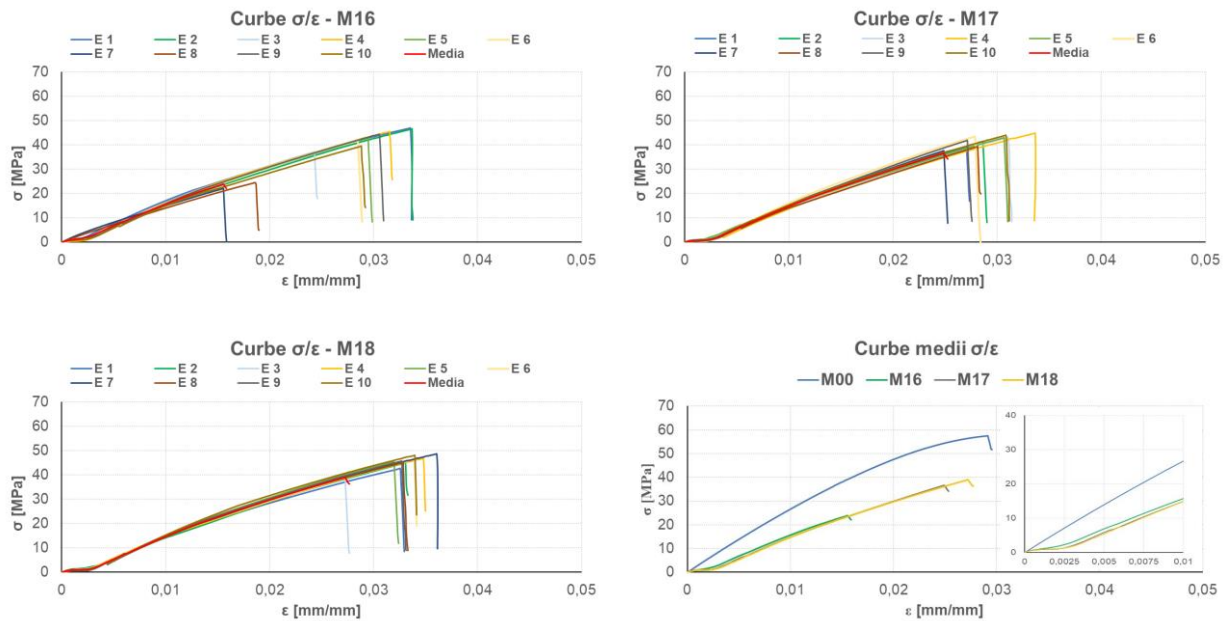 Curbe σ/ε - M16
E 1 E 2 E 3 E 4 E 5 E 6
E 7 E 8 E 9 E 10 Media
70
60
50
40
30
20
10
0
σ [MPa]
0 0,01 0,02 0,03 0,04 0,05
ε [mm/mm]
Curbe σ/ε - M17
E 1 E 2 E 3 E 4 E 5 E 6
E 7 E 8 E 9 E 10 Media
70
60
50
40
30
20
10
0
σ [MPa]
0 0,01 0,02 0,03 0,04 0,05
ε [mm/mm]
Curbe σ/ε - M18
E 1 E 2 E 3 E 4 E 5 E 6
E 7 E 8 E 9 E 10 Media
70
60
50
40
30
20
10
0
σ [MPa]
0 0,01 0,02 0,03 0,04 0,05
ε [mm/mm]
Curbe medii σ/ε
M00 M16 M17 M18
70
60
50
40
30
20
10
0
σ [MPa]
0 0,01 0,02 0,03 0,04 0,05
ε [mm/mm]
40
30
20
10
0
0 0,0025 0,005 0,0075 0,01